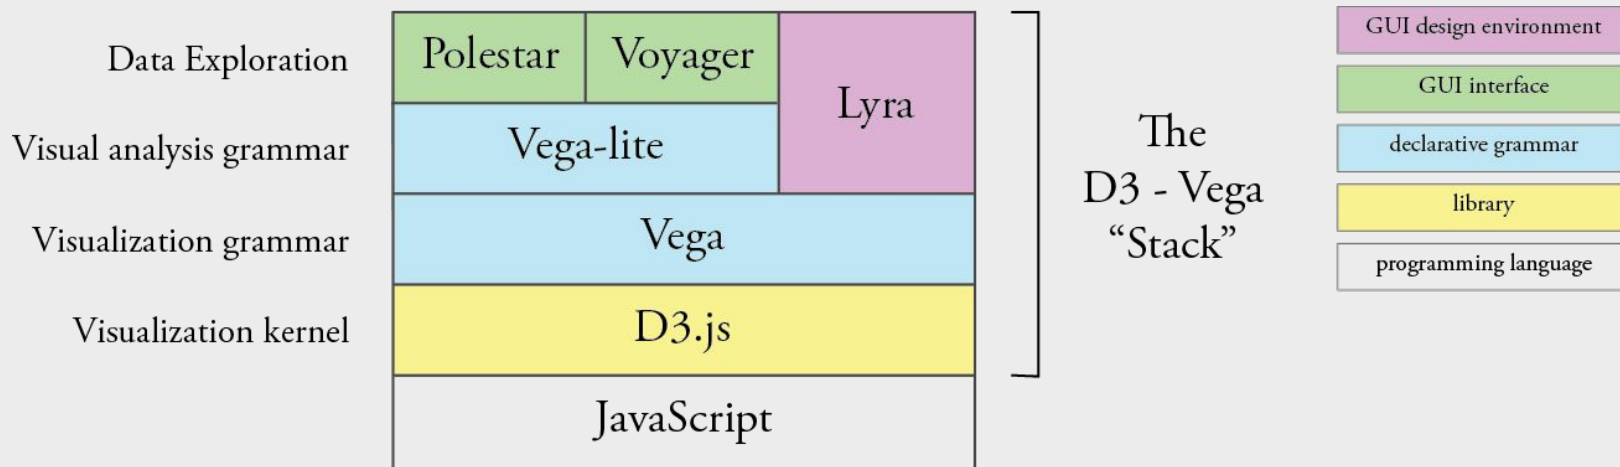 Data Exploration
Visual analysis grammar
Visualization grammar
Visualization kernel
Polestar
Voyager
Lyra
Vega-lite
Vega
D3.js
JavaScript
The
D3 - Vega
“Stack”
GUI design environment
GUI interface
declarative grammar
library
programming language